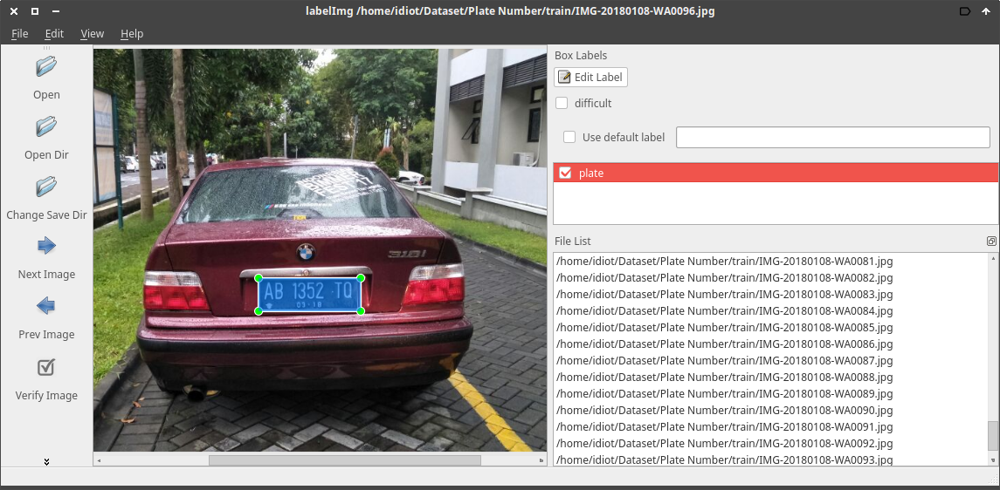 labelImg /home/idiot/Dataset/Plate Number/train/IMG-20180108-WA0096.jpg
File Edit View Help
Open
Open Dir
Change Save Dir
Next Image
Prev Image
Verify Image
318i
AB 1352 TQ
03·18
Box Labels
Edit Label
difficult
Use default label
plate
File List
/home/idiot/Dataset/Plate Number/train/IMG-20180108-WA0081.jpg
/home/idiot/Dataset/Plate Number/train/IMG-20180108-WA0082.jpg
/home/idiot/Dataset/Plate Number/train/IMG-20180108-WA0083.jpg
/home/idiot/Dataset/Plate Number/train/IMG-20180108-WA0084.jpg
/home/idiot/Dataset/Plate Number/train/IMG-20180108-WA0085.jpg
/home/idiot/Dataset/Plate Number/train/IMG-20180108-WA0086.jpg
/home/idiot/Dataset/Plate Number/train/IMG-20180108-WA0087.jpg
/home/idiot/Dataset/Plate Number/train/IMG-20180108-WA0088.jpg
/home/idiot/Dataset/Plate Number/train/IMG-20180108-WA0089.jpg
/home/idiot/Dataset/Plate Number/train/IMG-20180108-WA0090.jpg
/home/idiot/Dataset/Plate Number/train/IMG-20180108-WA0091.jpg
/home/idiot/Dataset/Plate Number/train/IMG-20180108-WA0092.jpg
/home/idiot/Dataset/Plate Number/train/IMG-20180108-WA0093.jpg